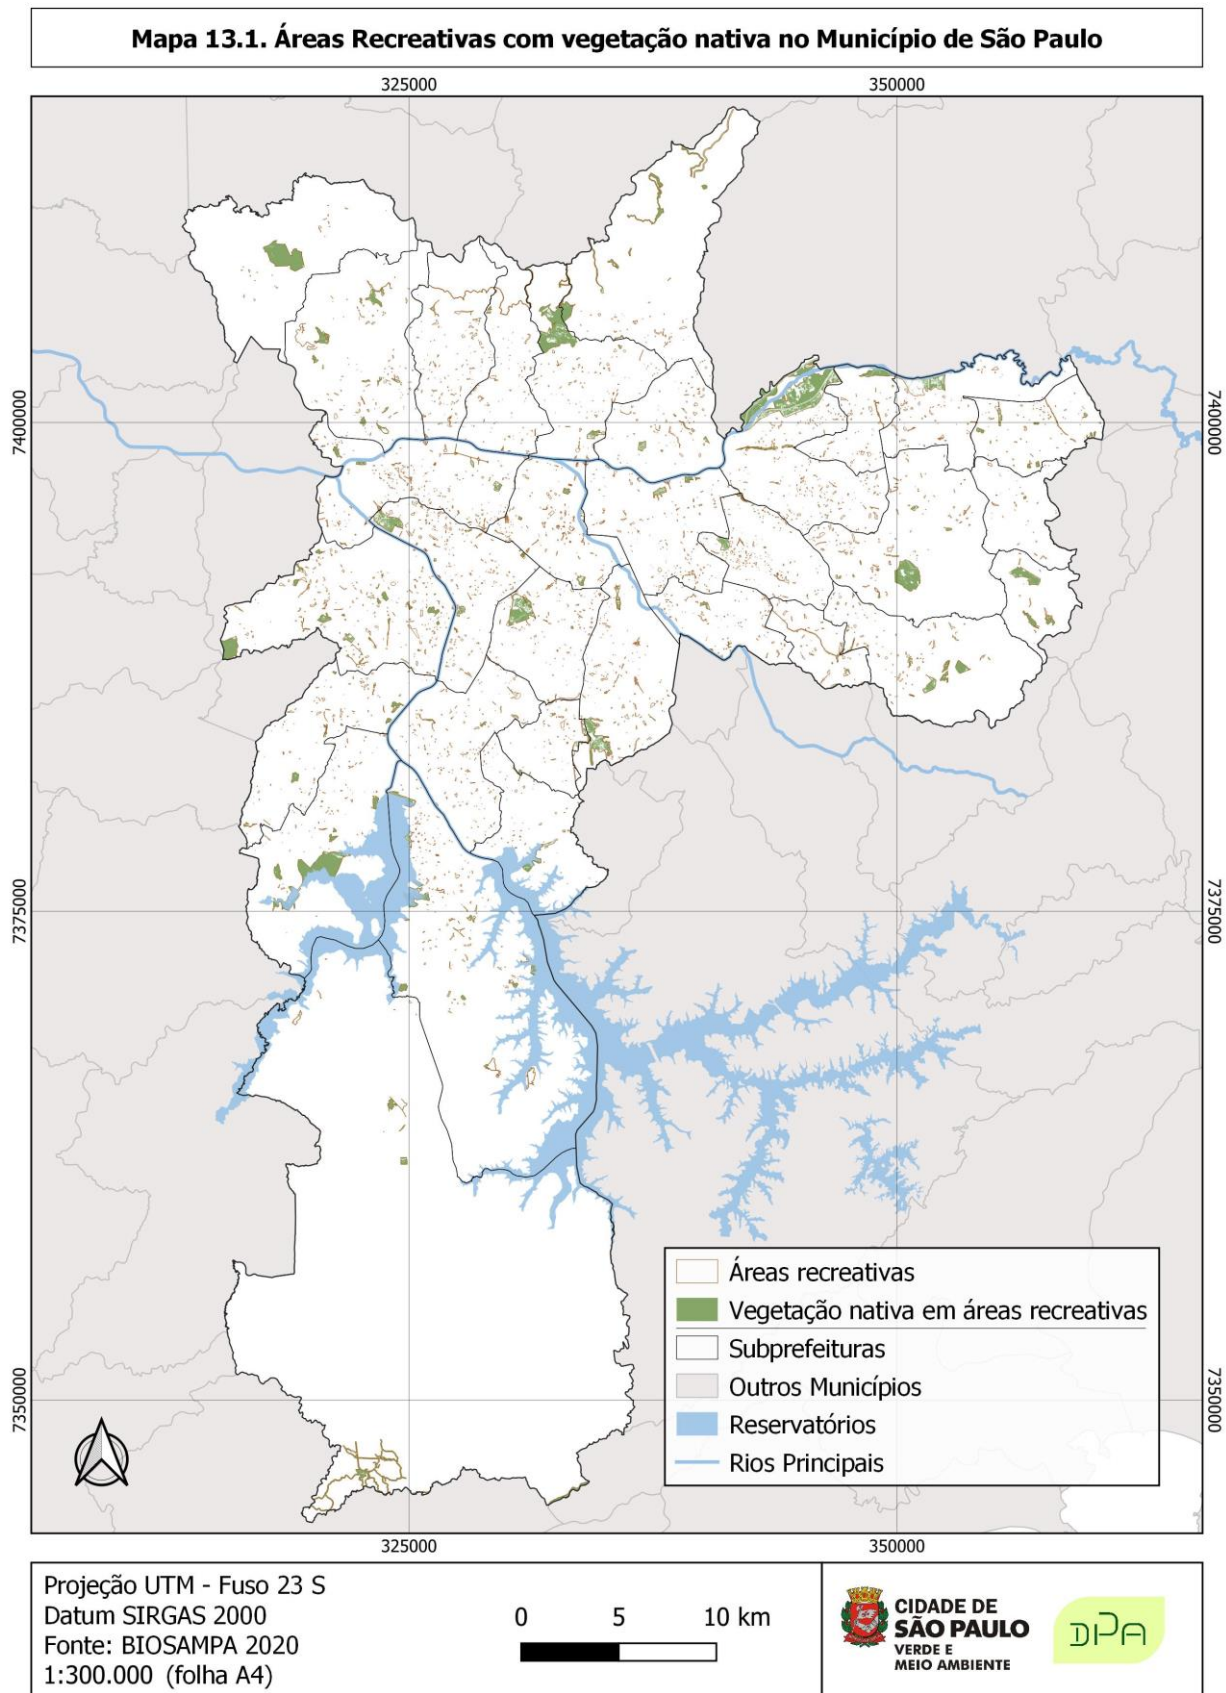 Mapa 13.1. Áreas Recreativas com vegetação nativa no Município de São Paulo
325000
350000
7400000
7400000
7375000
7375000
7350000
7350000
Áreas recreativas
Vegetação nativa em áreas recreativas
Subprefeituras
Outros Municípios
Reservatórios
Rios Principais
325000
350000
Projeção UTM - Fuso 23 S
Datum SIRGAS 2000
Fonte: BIOSAMPA 2020
1:300.000 (folha A4)
0 5 10 km
CIDADE DE
SÃO PAULO
VERDE E
MEIO AMBIENTE
DPA